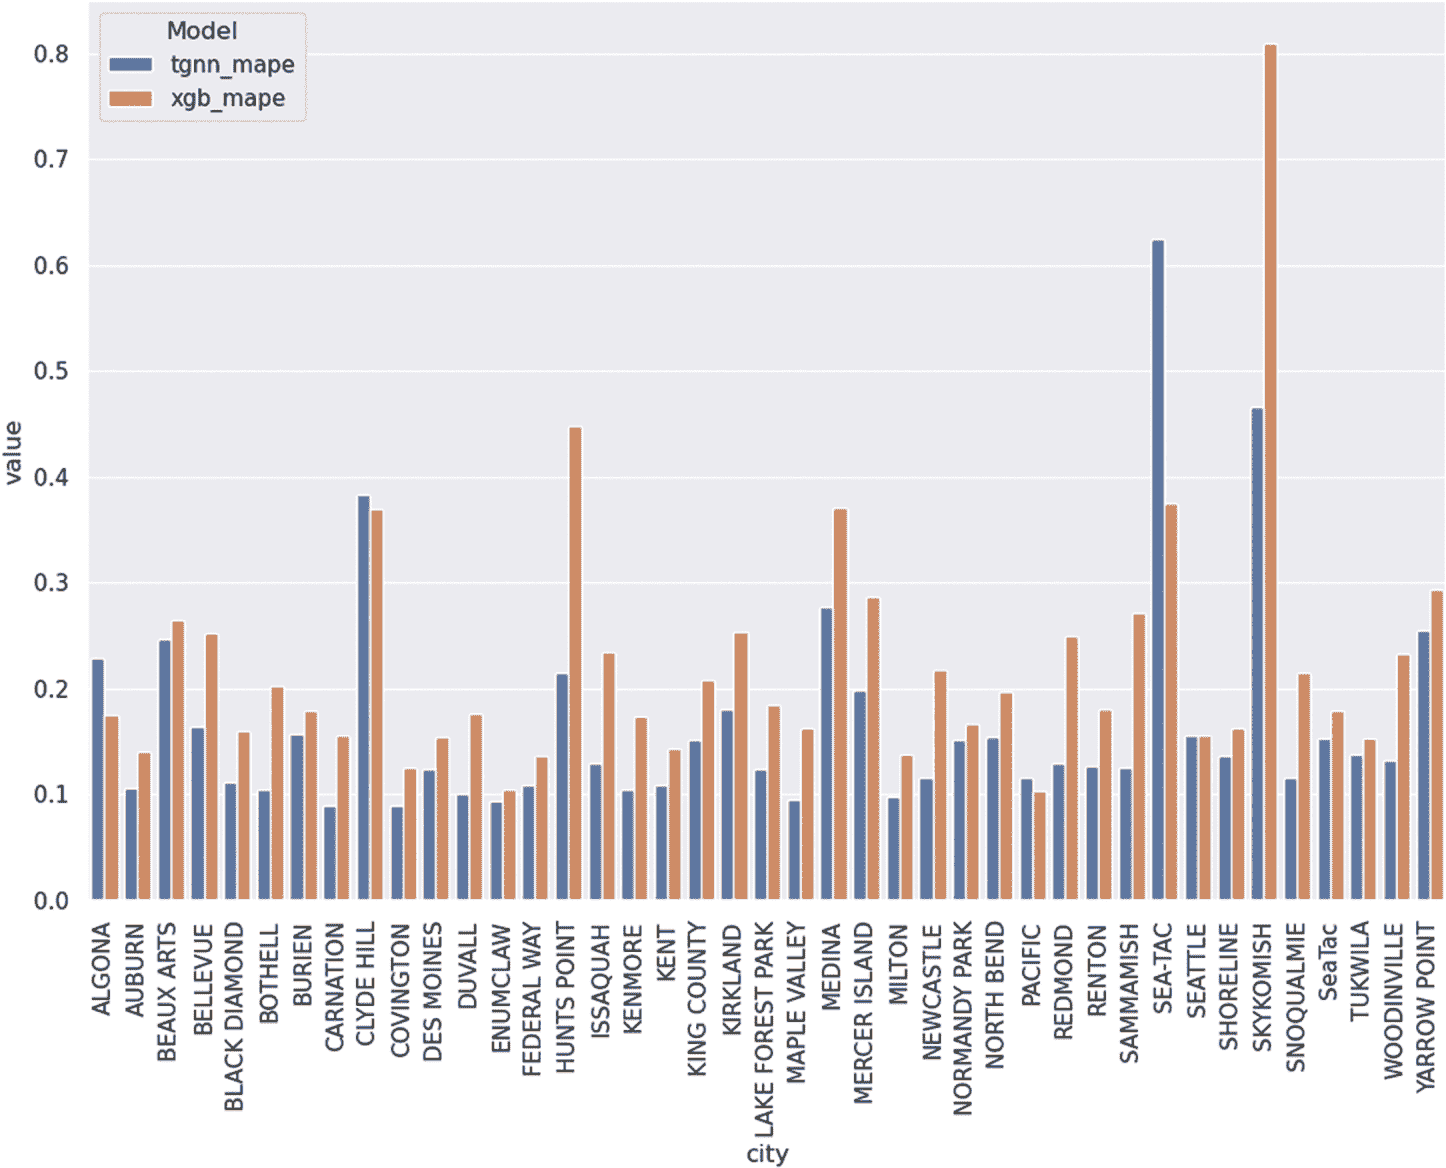 Model
tgnn_mape
xgb_mape
0.8
0.7
0.6
0.5
0.4
0.3
0.2
0.1
0.0
value
ALGONA
AUBURN
BEAUX ARTS
BELLEVUE
BLACK DIAMOND
BOTHELL
BURIEN
CARNATION
CLYDE HILL
COVINGTON
DES MOINES
DUVALL
ENUMCLAW
FEDERAL WAY
HUNTS POINT
ISSAQUAH
KENMORE
KENT
KING COUNTY
KIRKLAND
LAKE FOREST PARK
MAPLE VALLEY
MEDINA
MERCER ISLAND
MILTON
NEWCASTLE
NORMANDY PARK
NORTH BEND
PACIFIC
REDMOND
RENTON
SAMMAMISH
SEA-TAC
SEATTLE
SHORELINE
SKYKOMISH
SNOQUALMIE
SeaTac
TUKWILA
WOODINVILLE
YARROW POINT
city